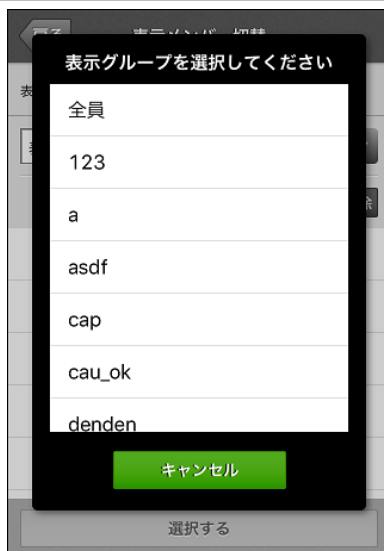 表示グループを選択してください
全員
123
a
asdf
cap
cau_ok
denden
キャンセル
選択する